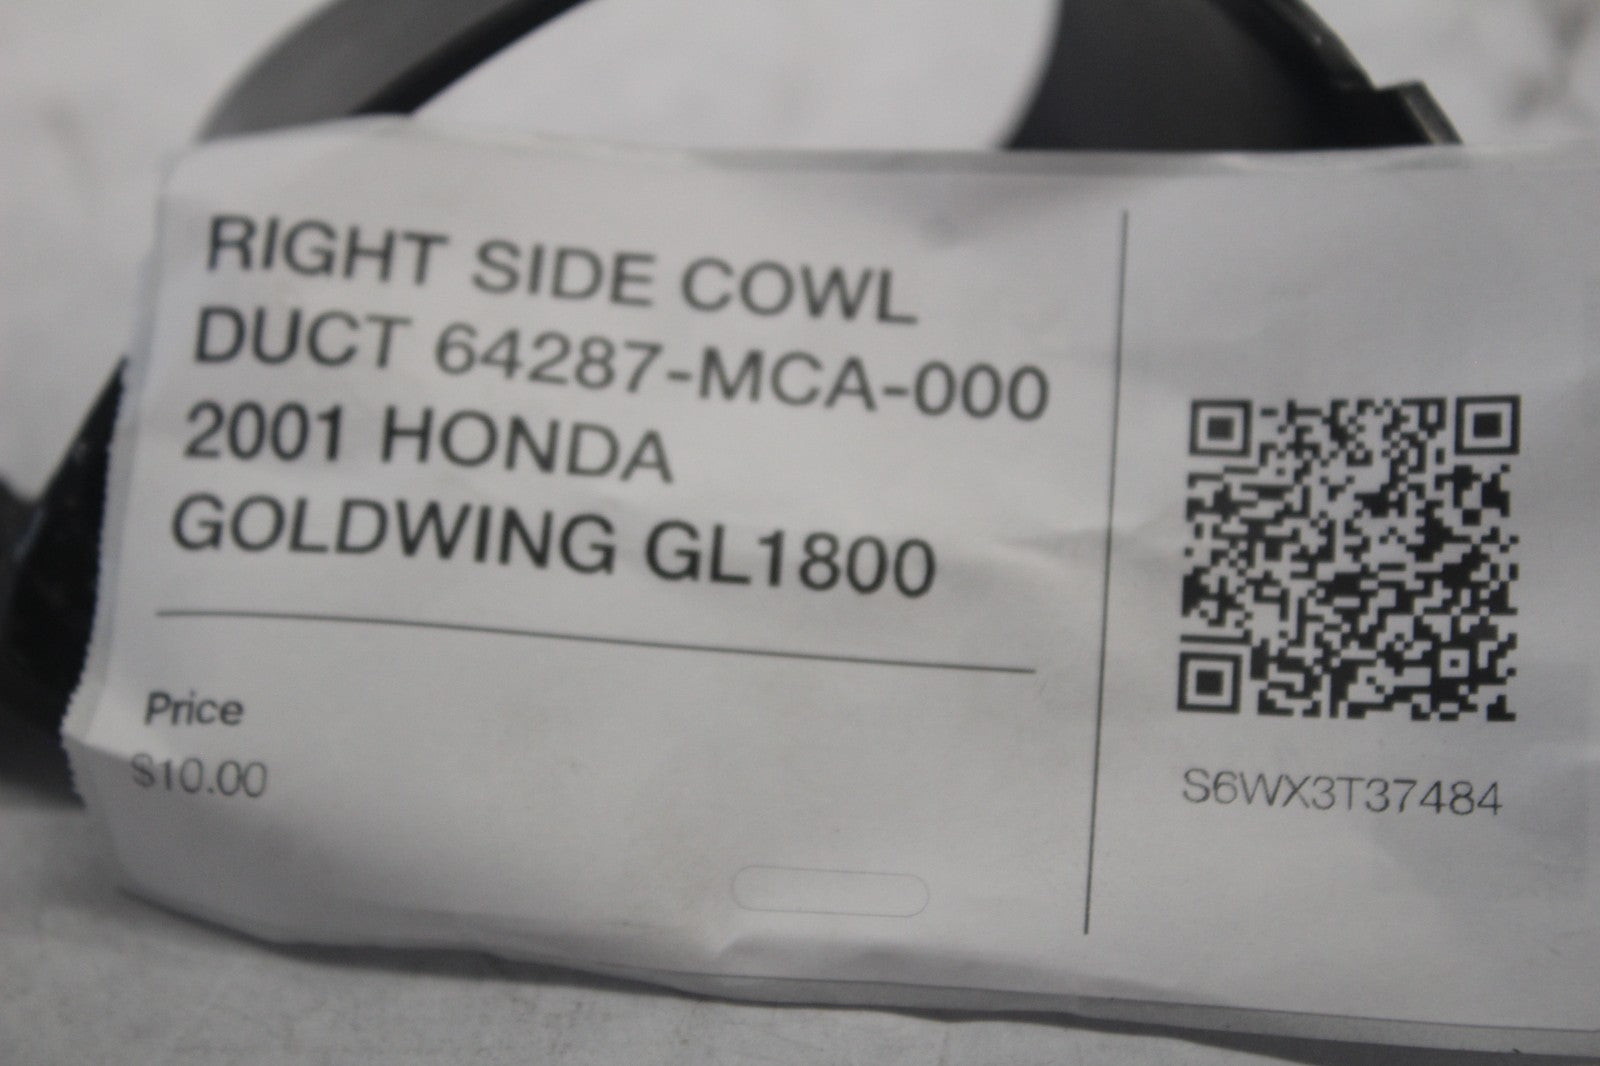 RIGHT SIDE COWL
DUCT 64287-MCA-000
2001 HONDA
GOLDWING GL1800
Price
$10.00
S6WX3T37484